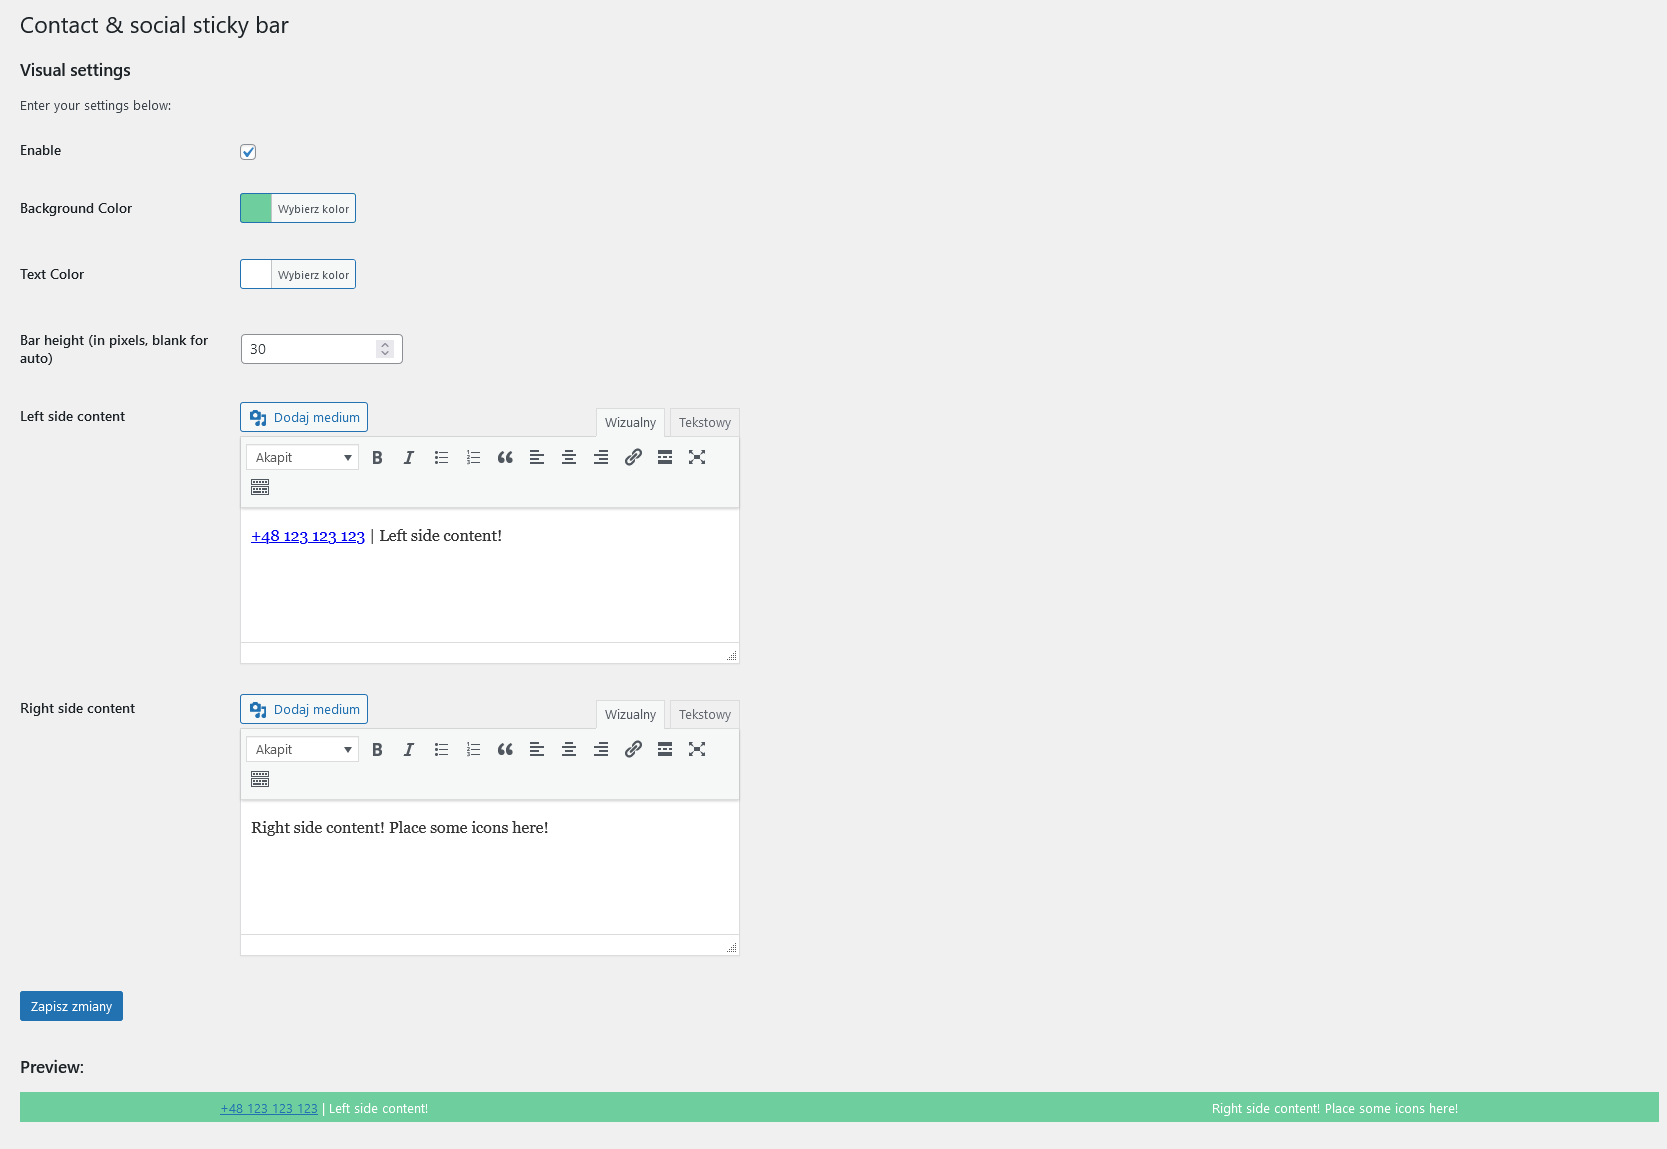 Contact & social sticky bar
Visual settings
Enter your settings below:
Enable
Background Color
Wybierz kolor
Text Color
Wybierz kolor
Bar height (in pixels, blank for
auto)
30
Left side content
Dodaj medium
Wizualny
Tekstowy
Akapit
+48 123 123 123 | Left side content!
Right side content
Dodaj medium
Wizualny
Tekstowy
Akapit
Right side content! Place some icons here!
Zapisz zmiany
Preview:
+48 123 123 123 | Left side content!
Right side content! Place some icons here!